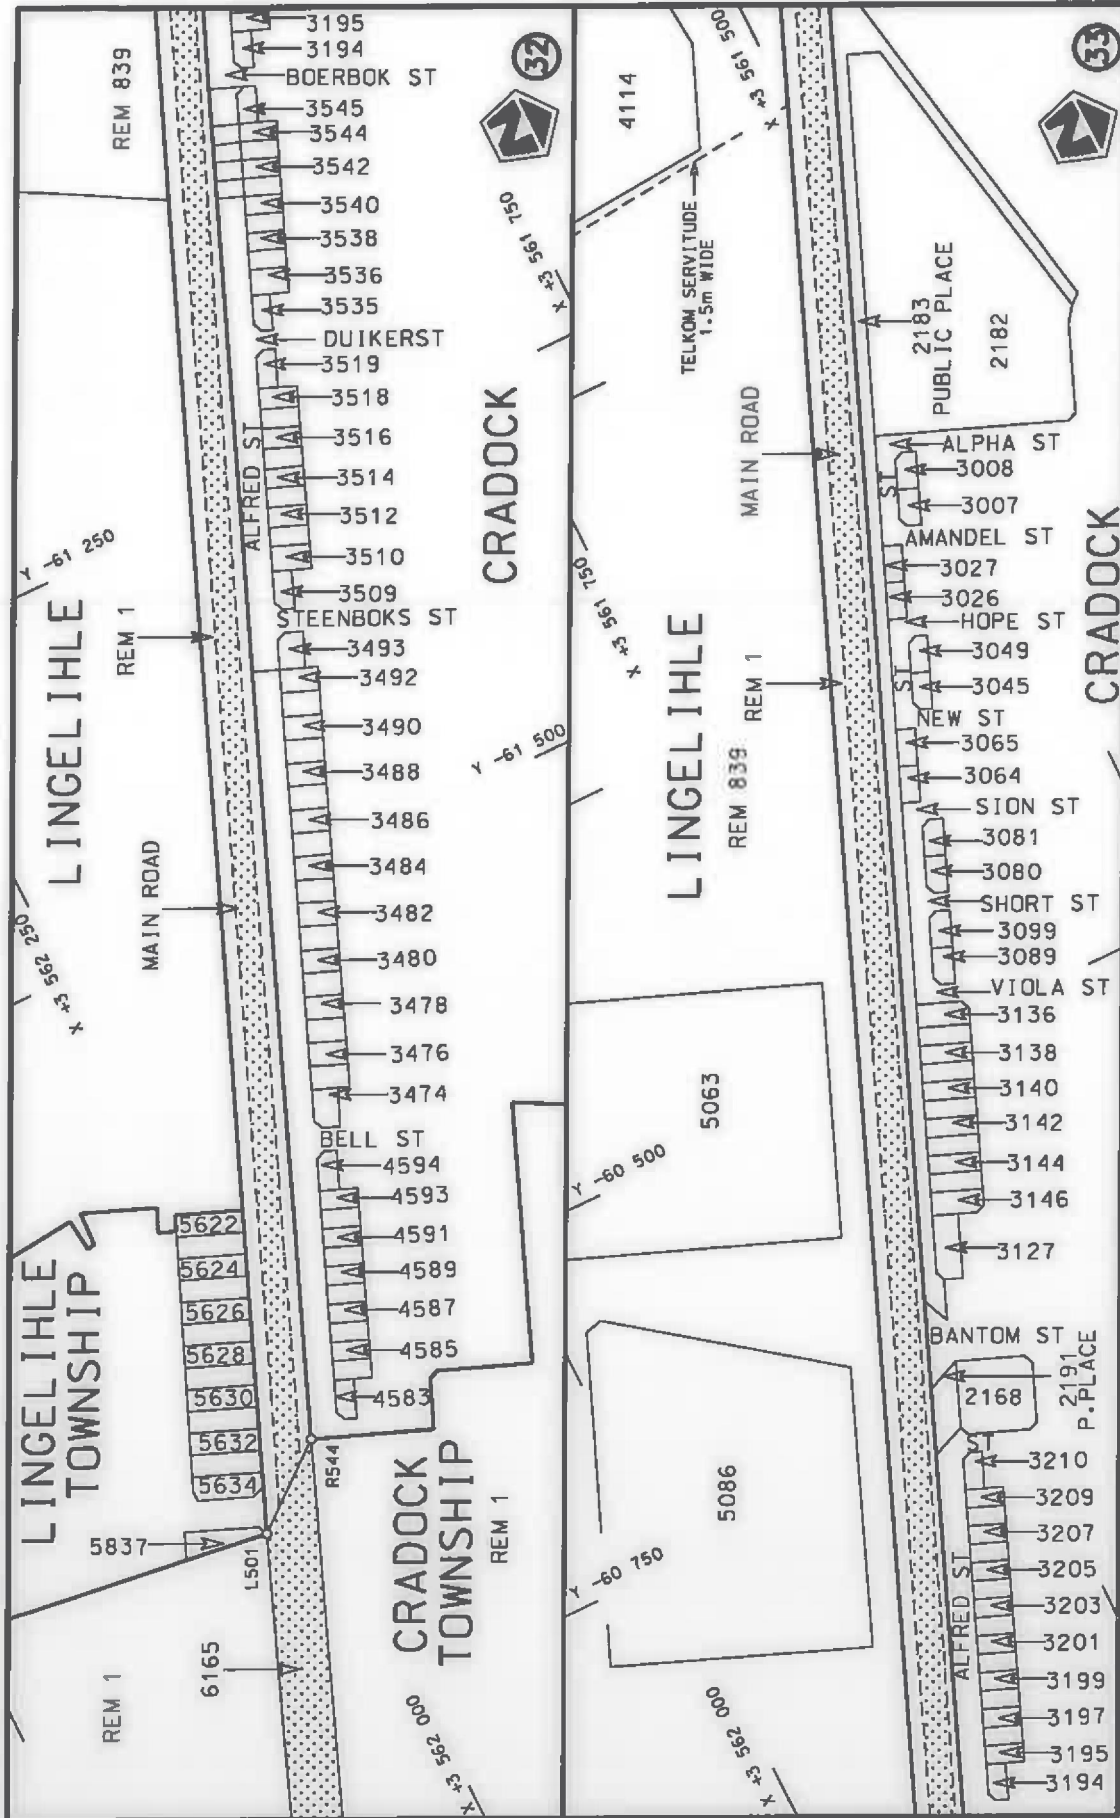 3195
3194
REM 839
BOERBOK ST
32
3545
3544
3542
3540
3538
3536
3535
X +3 561 750
DUIKERST
3519
3518
ALFRED ST
3516
3514
3512
CRADOCK
Y -61 250
3510
3509
LINGELIHLE
REM 1
STEENBOKS ST
3493
3492
3490
Y -61 500
3488
3486
MAIN ROAD
3484
X +3 562 250
3482
3480
3478
3476
3474
BELL ST
4594
4593
5622
4591
5624
4589
LINGELIHLE
TOWNSHIP
5626
4587
5628
4585
5630
4583
5632
R544
5634
5837
L501
CRADOCK
TOWNSHIP
REM 1
6165
REM 1
X +3 562 000
X +3 561 500
33
4114
TELKOM SERVITUDE
1.5m WIDE
2183
PUBLIC PLACE
2182
MAIN ROAD
ALPHA ST
3008
ST
3007
AMANDEL ST
CRADOCK
X +3 561 750
3027
3026
HOPE ST
LINGELIHLE
3049
REM 1
ST
3045
NEW ST
REM 839
3065
3064
SION ST
3081
3080
SHORT ST
3099
3089
VIOLA ST
3136
3138
5063
3140
3142
3144
Y -60 500
3146
3127
BANTOM ST
2191
P.PLACE
2168
ST
3210
5086
3209
3207
Y -60 750
3205
ALFRED ST
3203
3201
3199
X +3 562 000
3197
3195
3194